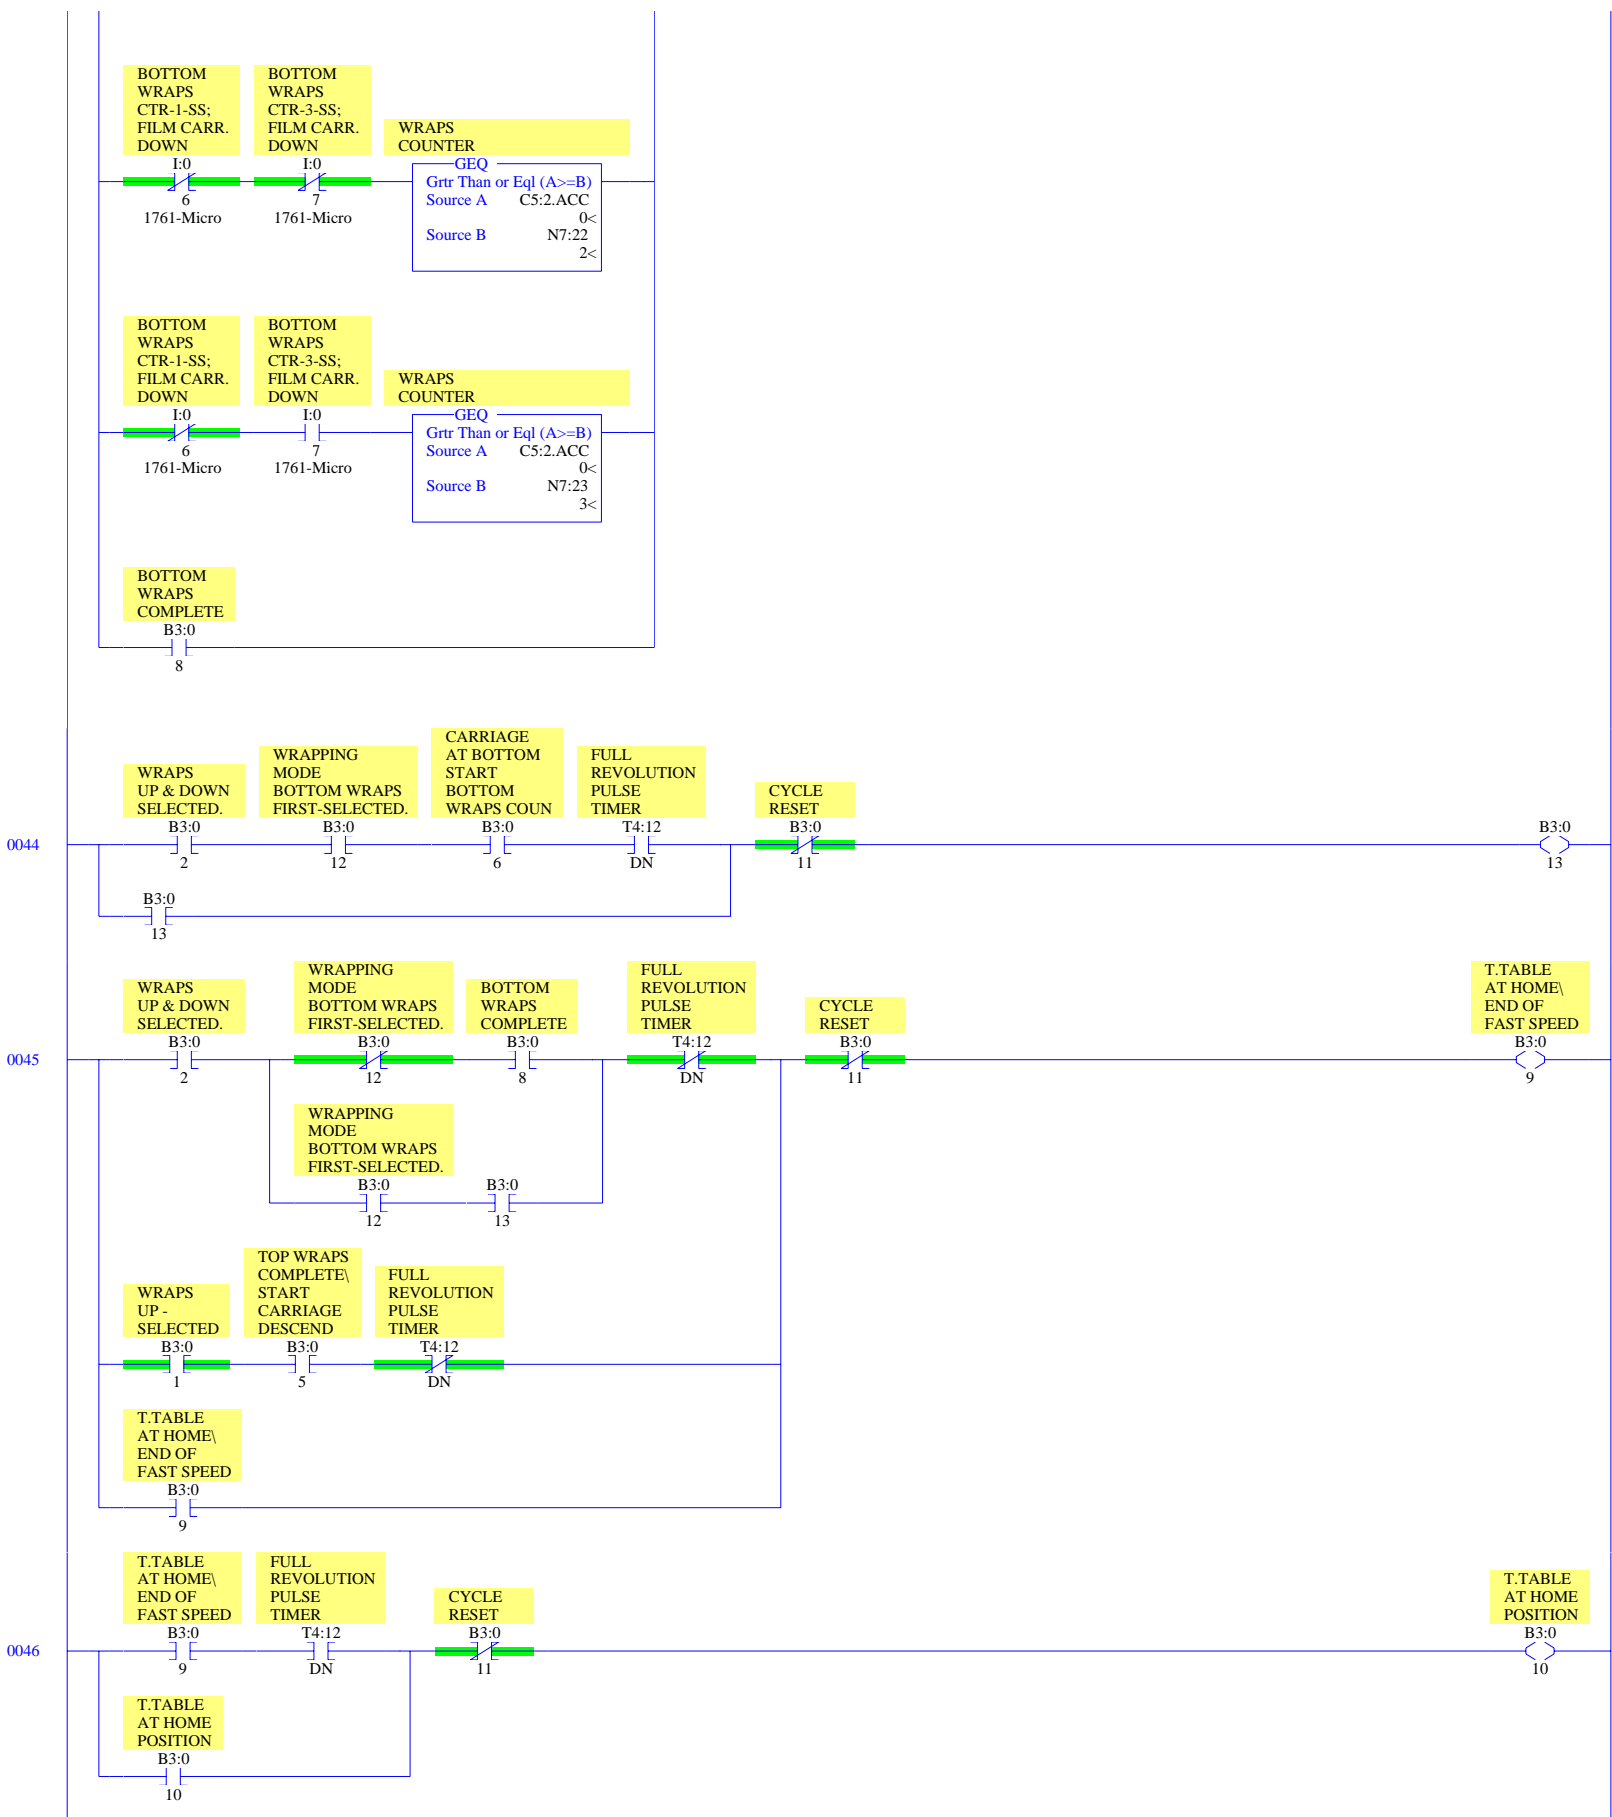 BOTTOM
WRAPS
CTR-1-SS;
FILM CARR.
DOWN
I:0
6
1761-Micro
BOTTOM
WRAPS
CTR-3-SS;
FILM CARR.
DOWN
I:0
7
1761-Micro
WRAPS
COUNTER
GEQ
Grtr Than or Eql (A>=B)
Source A C5:2.ACC
0<
Source B N7:22
2<
BOTTOM
WRAPS
CTR-1-SS;
FILM CARR.
DOWN
I:0
6
1761-Micro
BOTTOM
WRAPS
CTR-3-SS;
FILM CARR.
DOWN
I:0
7
1761-Micro
WRAPS
COUNTER
GEQ
Grtr Than or Eql (A>=B)
Source A C5:2.ACC
0<
Source B N7:23
3<
BOTTOM
WRAPS
COMPLETE
B3:0
8
0044
WRAPS
UP & DOWN
SELECTED.
B3:0
2
WRAPPING
MODE
BOTTOM WRAPS
FIRST-SELECTED.
B3:0
12
CARRIAGE
AT BOTTOM
START
BOTTOM
WRAPS COUN
B3:0
6
FULL
REVOLUTION
PULSE
TIMER
T4:12
DN
CYCLE
RESET
B3:0
11
B3:0
13
B3:0
13
0045
WRAPS
UP & DOWN
SELECTED.
B3:0
2
WRAPPING
MODE
BOTTOM WRAPS
FIRST-SELECTED.
B3:0
12
BOTTOM
WRAPS
COMPLETE
B3:0
8
FULL
REVOLUTION
PULSE
TIMER
T4:12
DN
CYCLE
RESET
B3:0
11
T.TABLE
AT HOME\
END OF
FAST SPEED
B3:0
9
WRAPPING
MODE
BOTTOM WRAPS
FIRST-SELECTED.
B3:0
12
B3:0
13
WRAPS
UP -
SELECTED
B3:0
1
TOP WRAPS
COMPLETE\
START
CARRIAGE
DESCEND
B3:0
5
FULL
REVOLUTION
PULSE
TIMER
T4:12
DN
T.TABLE
AT HOME\
END OF
FAST SPEED
B3:0
9
0046
T.TABLE
AT HOME\
END OF
FAST SPEED
B3:0
9
FULL
REVOLUTION
PULSE
TIMER
T4:12
DN
CYCLE
RESET
B3:0
11
T.TABLE
AT HOME
POSITION
B3:0
10
T.TABLE
AT HOME
POSITION
B3:0
10